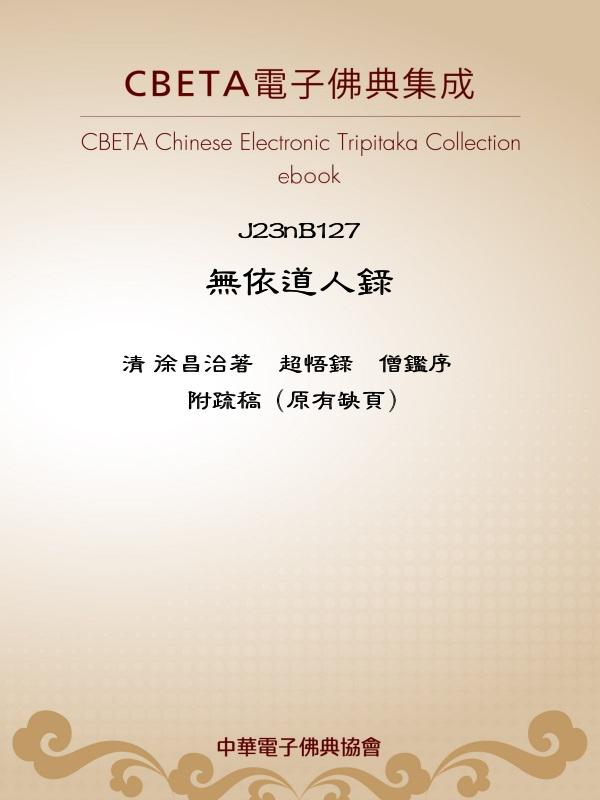 CBETA電子佛典集成
CBETA Chinese Electronic Tripitaka Collection
ebook
J23nB127
無依道人錄
清 徐昌治著　超悟錄　僧鑑序
附疏稿（原有缺頁）
中華電子佛典協會